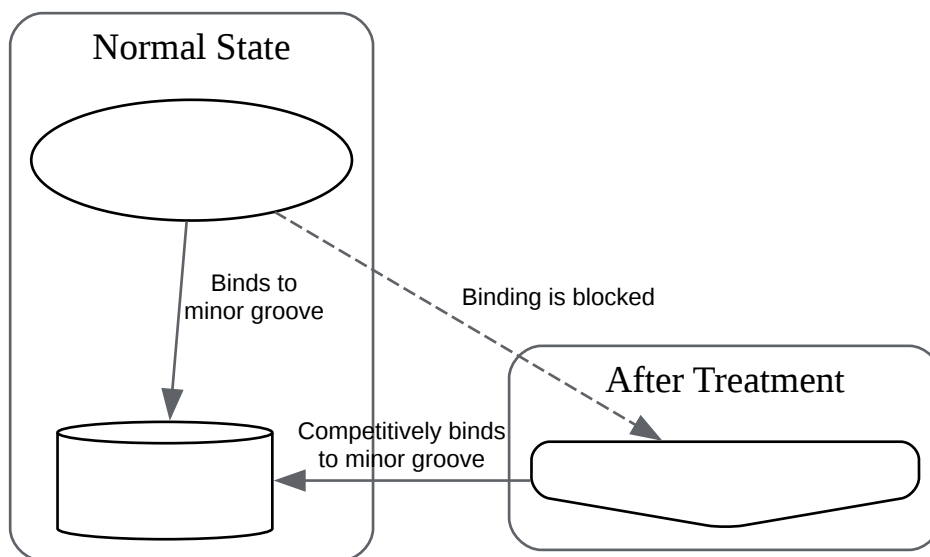 Normal State
Binds to
minor groove
Binding is blocked
After Treatment
Competitively binds
to minor groove